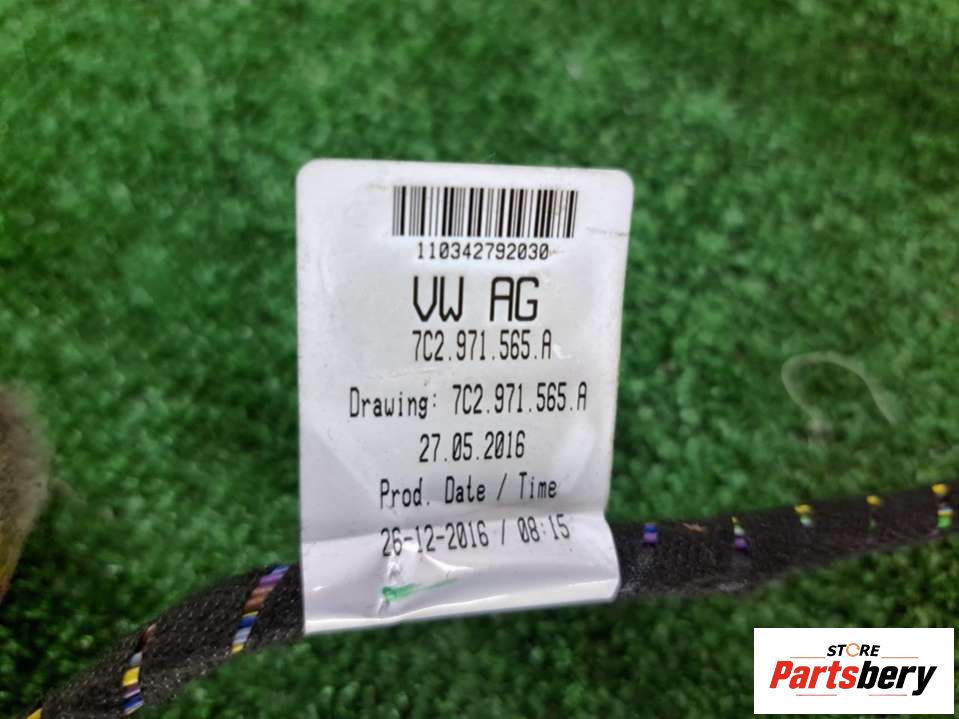 110342792030
VW AG
7C2.971.565.A
Drawing: 7C2.971.565.A
27.05.2016
Prod. Date / Time
26-12-2016 / 08:15
STORE
Partsbery